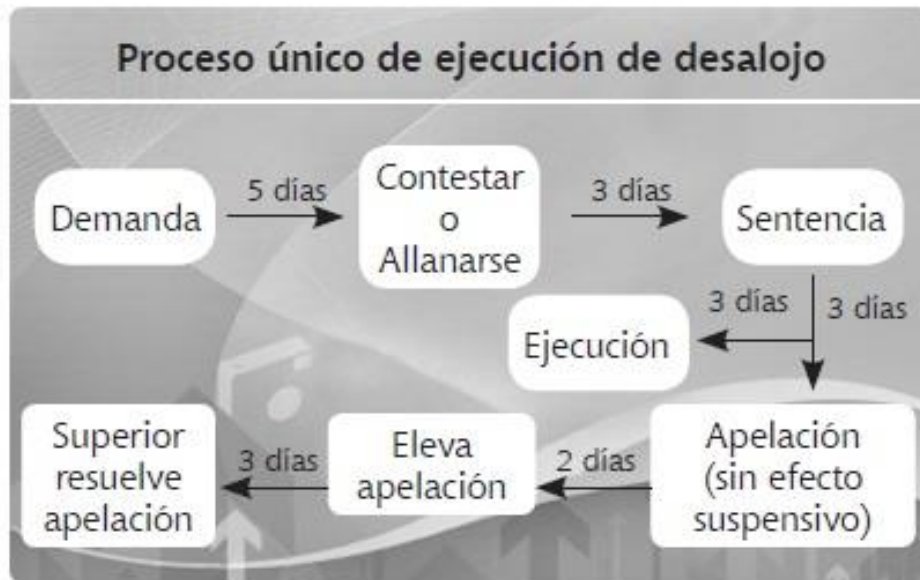 Proceso único de ejecución de desalojo
Demanda
5 días
Contestar
o
Allanarse
3 días
Sentencia
3 días
3 días
Ejecución
Apelación
(sin efecto
suspensivo)
2 días
Eleva
apelación
3 días
Superior
resuelve
apelación